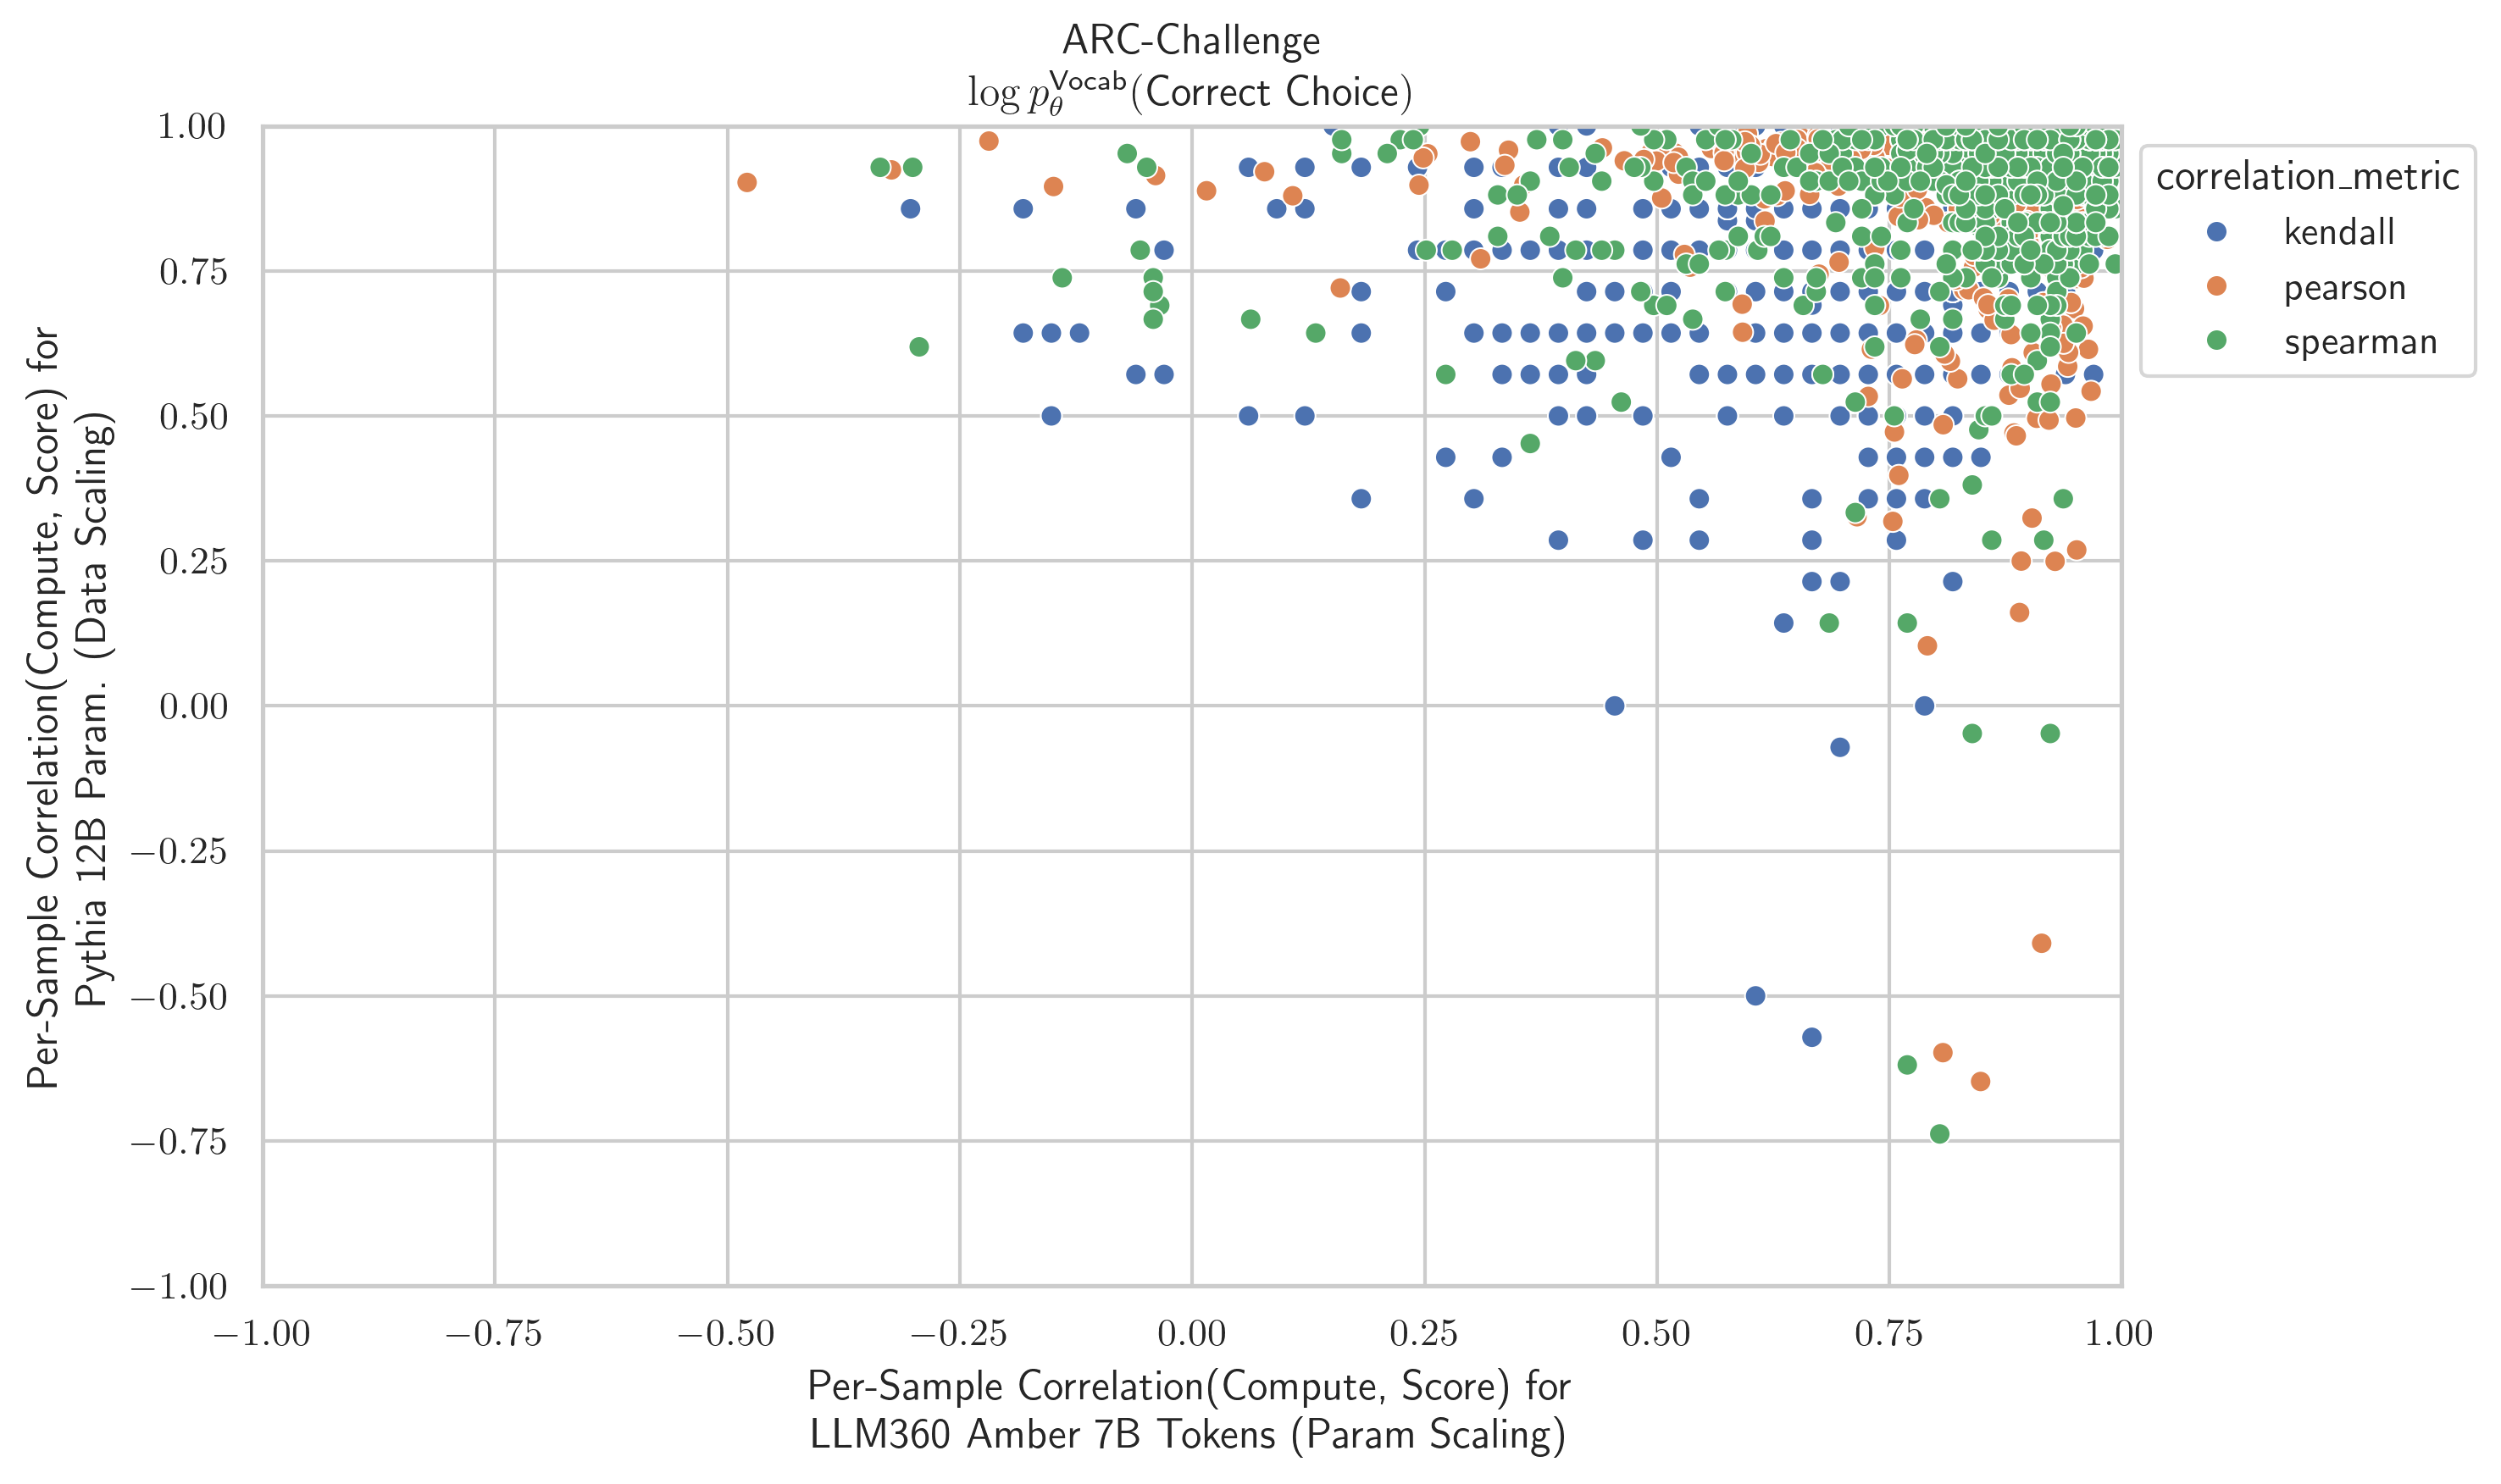 ARC-Challenge
log p_θ^Vocab(Correct Choice)
Per-Sample Correlation(Compute, Score) for
Pythia 12B Param. (Data Scaling)
1.00
0.75
0.50
0.25
0.00
−0.25
−0.50
−0.75
−1.00
−1.00
−0.75
−0.50
−0.25
0.00
0.25
0.50
0.75
1.00
Per-Sample Correlation(Compute, Score) for
LLM360 Amber 7B Tokens (Param Scaling)
correlation_metric
kendall
pearson
spearman